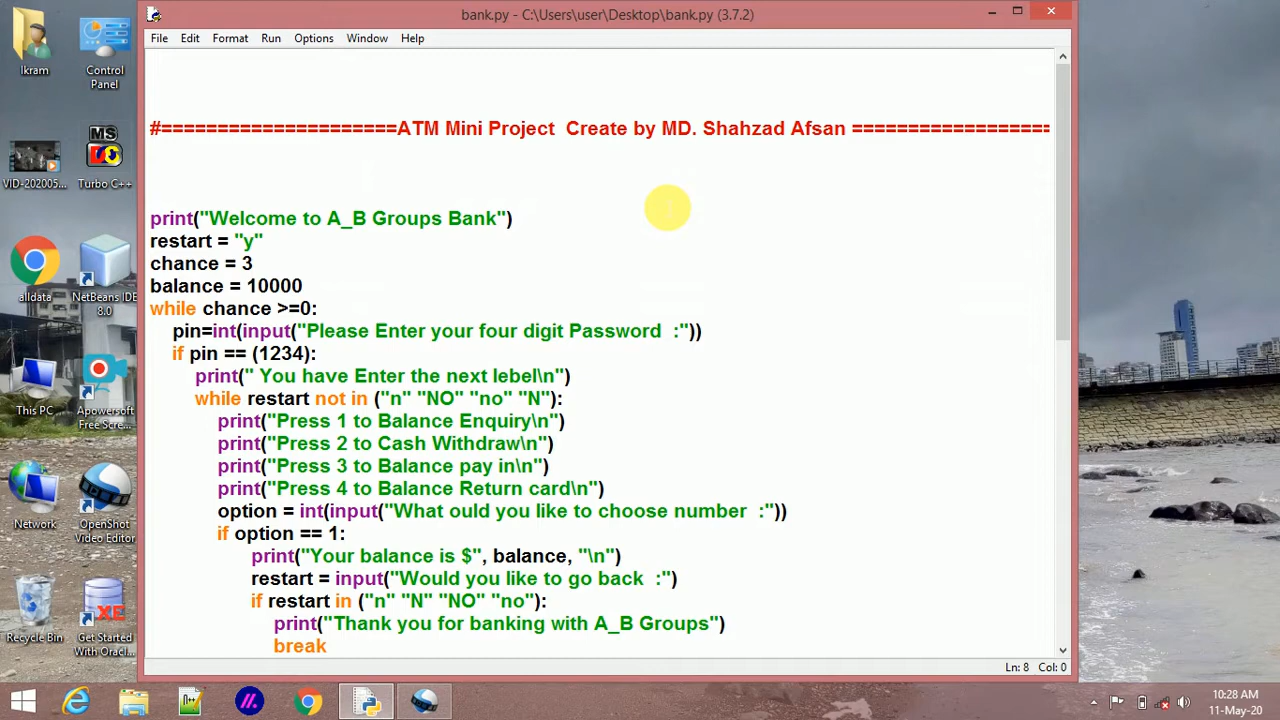 bank.py - C:\Users\user\Desktop\bank.py (3.7.2)
File Edit Format Run Options Window Help
#=====================ATM Mini Project  Create by MD. Shahzad Afsan ==================
print("Welcome to A_B Groups Bank")
restart = "y"
chance = 3
balance = 10000
while chance >=0:
    pin=int(input("Please Enter your four digit Password  :"))
    if pin == (1234):
        print(" You have Enter the next lebel\n")
        while restart not in ("n" "NO" "no" "N"):
            print("Press 1 to Balance Enquiry\n")
            print("Press 2 to Cash Withdraw\n")
            print("Press 3 to Balance pay in\n")
            print("Press 4 to Balance Return card\n")
            option = int(input("What ould you like to choose number  :"))
            if option == 1:
                print("Your balance is $", balance, "\n")
                restart = input("Would you like to go back  :")
                if restart in ("n" "N" "NO" "no"):
                    print("Thank you for banking with A_B Groups")
                    break
Ln: 8 Col: 0
Ikram
Control Panel
VID-202005...
MS
Turbo C++
alldata
NetBeans IDE 8.0
This PC
Apowersoft Free Scre...
Network
OpenShot Video Editor
Recycle Bin
XE
Get Started With Oracl...
10:28 AM
11-May-20